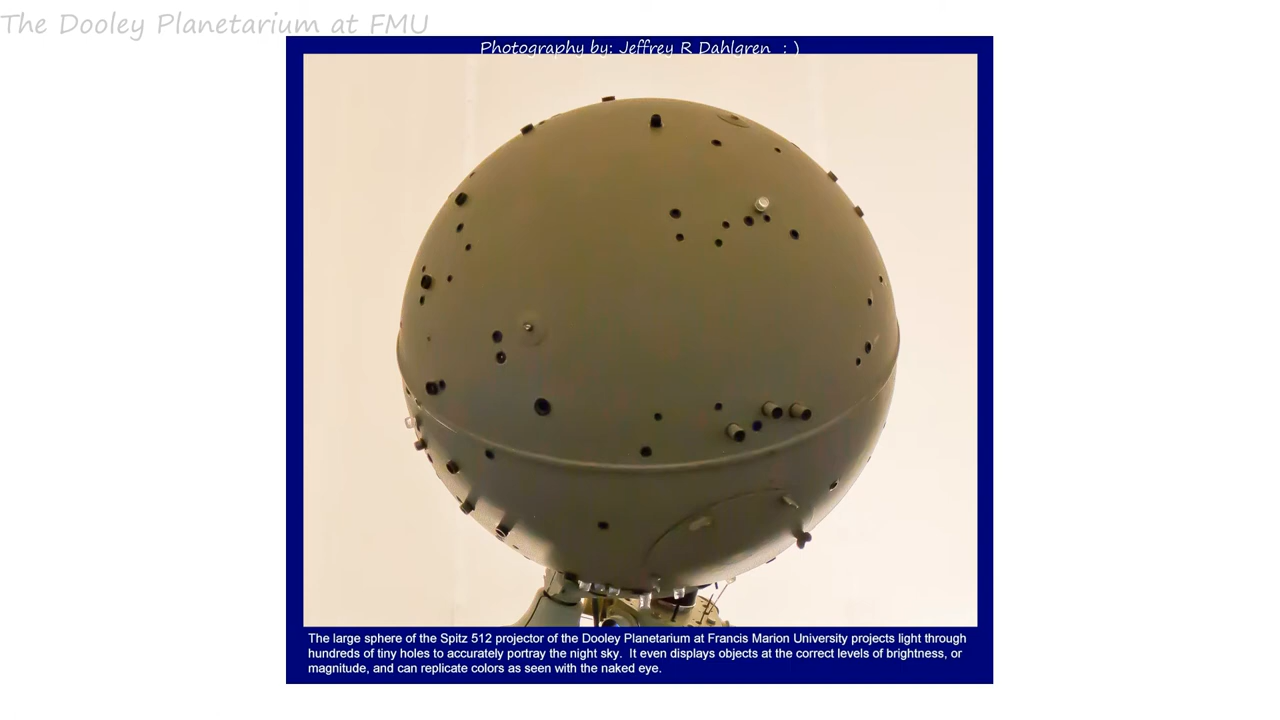 The Dooley Planetarium at FMU
Photography by: Jeffrey R Dahlgren  : )
The large sphere of the Spitz 512 projector of the Dooley Planetarium at Francis Marion University projects light through
hundreds of tiny holes to accurately portray the night sky.  It even displays objects at the correct levels of brightness, or
magnitude, and can replicate colors as seen with the naked eye.